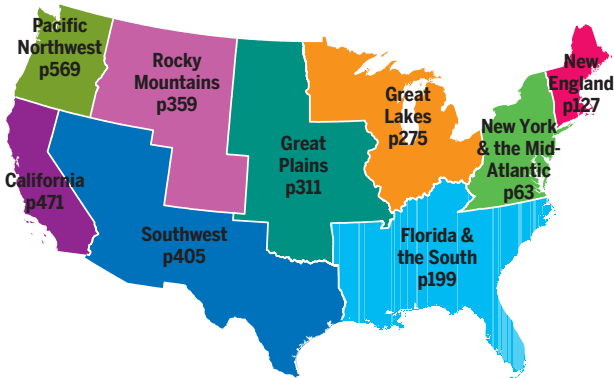 Pacific
Northwest
p569
Rocky
Mountains
p359
Great
Plains
p311
Great
Lakes
p275
New
England
p127
New York
& the Mid-
Atlantic
p63
California
p471
Southwest
p405
Florida &
the South
p199